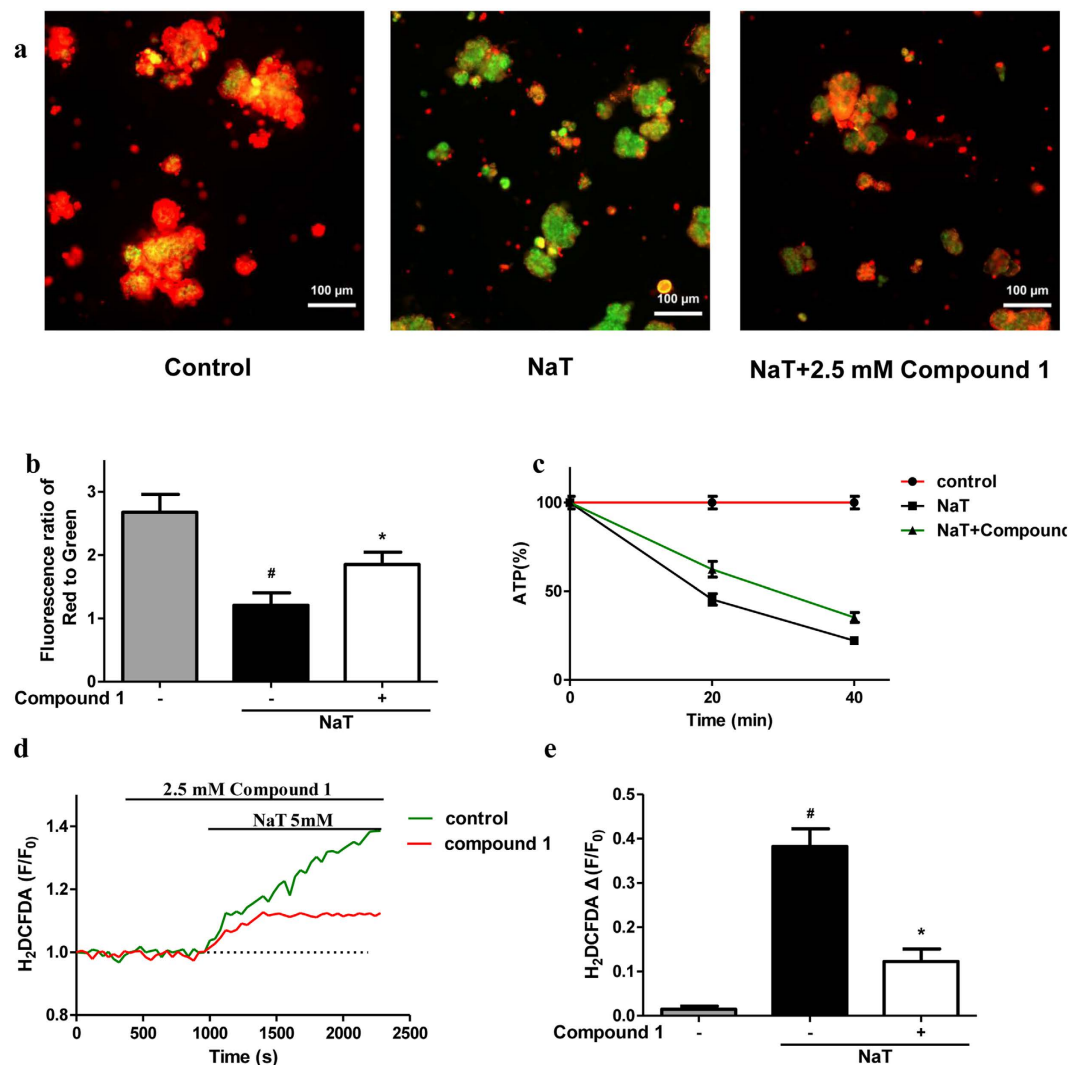 a
100 μm
100 μm
100 μm
Control
NaT
NaT+2.5 mM Compound 1
b
Fluorescence ratio of
Red to Green
3
2
1
0
Compound 1
-
-
+
NaT
c
ATP(%)
100
50
0
0
20
40
Time (min)
control
NaT
NaT+Compound
d
2.5 mM Compound 1
NaT 5mM
control
compound 1
H₂DCFDA (F/F₀)
1.4
1.2
1.0
0.8
0
500
1000
1500
2000
2500
Time (s)
e
H₂DCFDA Δ (F/F₀)
0.5
0.4
0.3
0.2
0.1
0.0
#
*
Compound 1
-
-
+
NaT
#
*